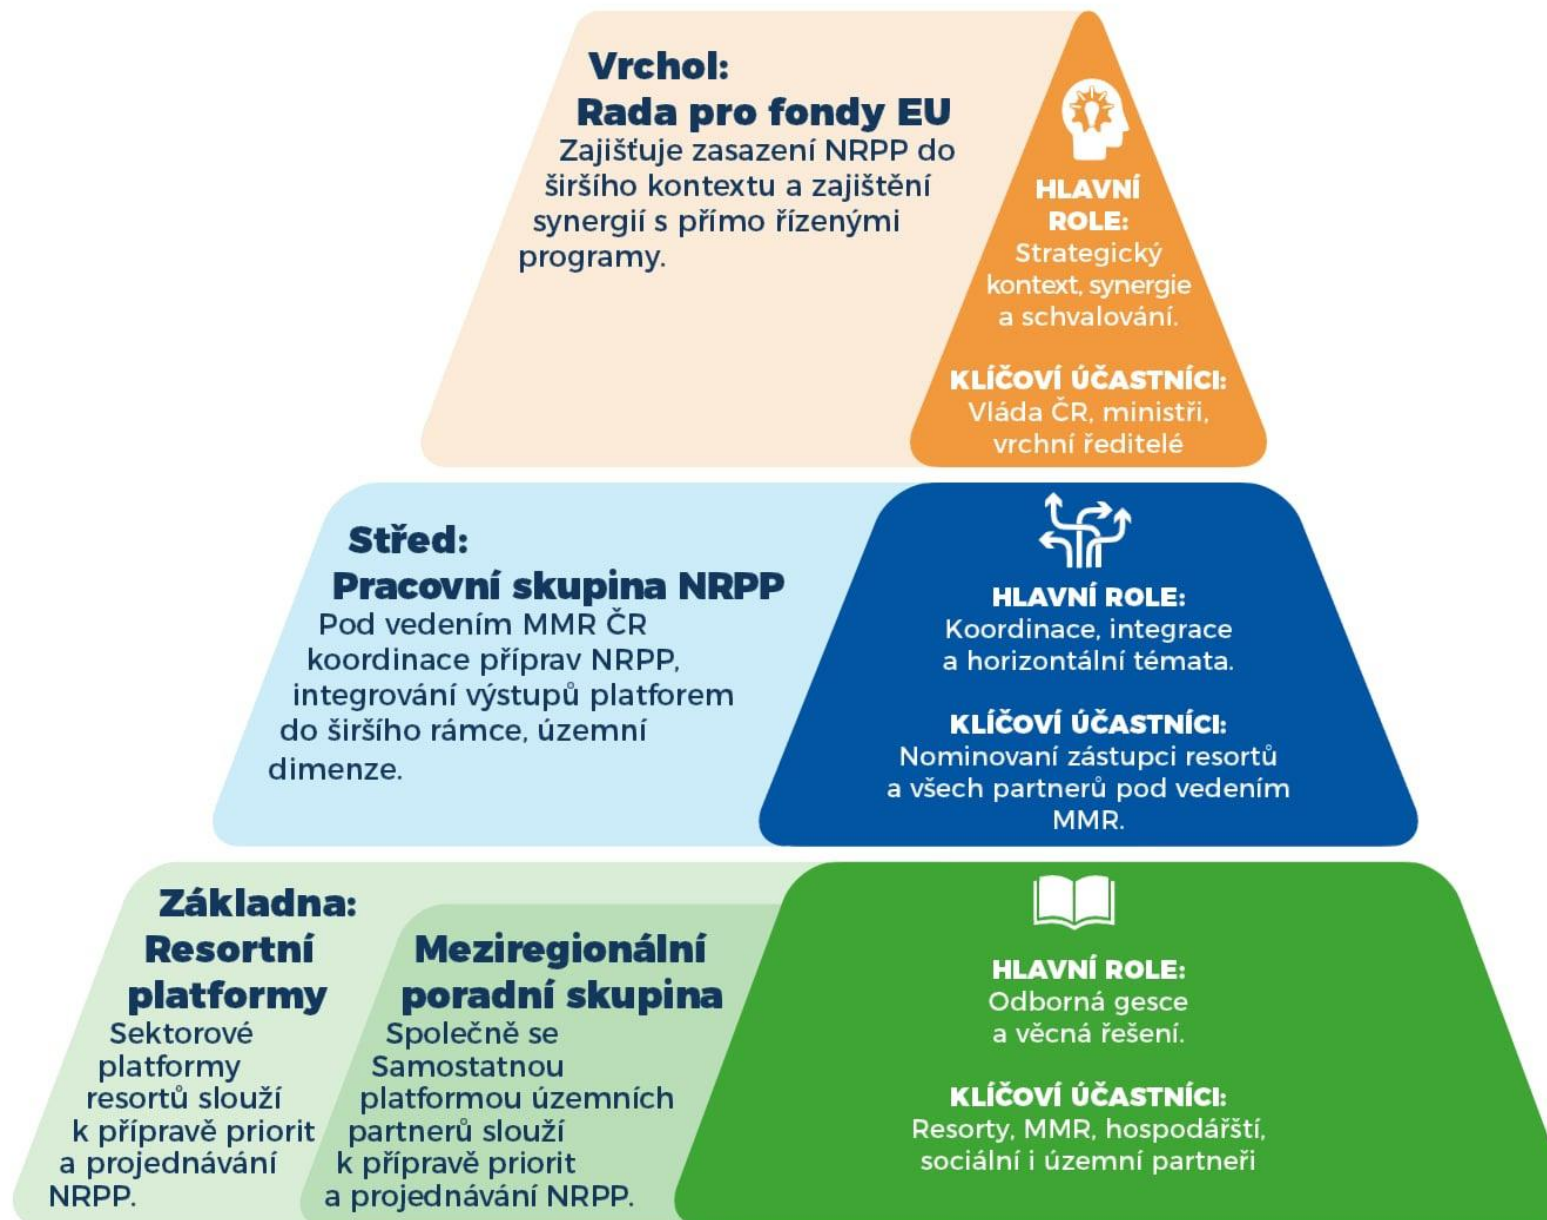 Vrchol:
Rada pro fondy EU
Zajišťuje zasazení NRPP do
širšího kontextu a zajištění
synergií s přímo řízenými
programy.
HLAVNÍ
ROLE:
Strategický
kontext, synergie
a schvalování.
KLÍČOVÍ ÚČASTNÍCI:
Vláda ČR, ministři,
vrchní ředitelé
Střed:
Pracovní skupina NRPP
Pod vedením MMR ČR
koordinace příprav NRPP,
integrování výstupů platforem
do širšího rámce, územní
dimenze.
HLAVNÍ ROLE:
Koordinace, integrace
a horizontální témata.
KLÍČOVÍ ÚČASTNÍCI:
Nominovaní zástupci resortů
a všech partnerů pod vedením
MMR.
Základna:
Resortní
platformy
Sektorové
platformy
resortů slouží
k přípravě priorit
a projednávání
NRPP.
Meziregionální
poradní skupina
Společně se
Samostatnou
platformou územních
partnerů slouží
k přípravě priorit
a projednávání NRPP.
HLAVNÍ ROLE:
Odborná gesce
a věcná řešení.
KLÍČOVÍ ÚČASTNÍCI:
Resorty, MMR, hospodářští,
sociální i územní partneři